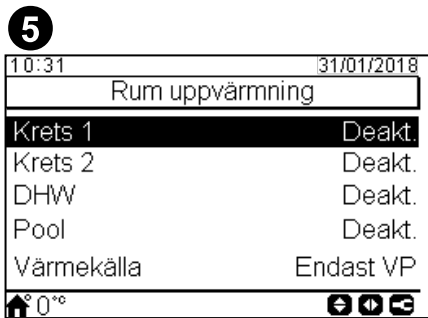 5
10:31 31/01/2018
Rum uppvärmning
Krets 1 Deakt.
Krets 2 Deakt.
DHW Deakt.
Pool Deakt.
Värmekälla Endast VP
0°c